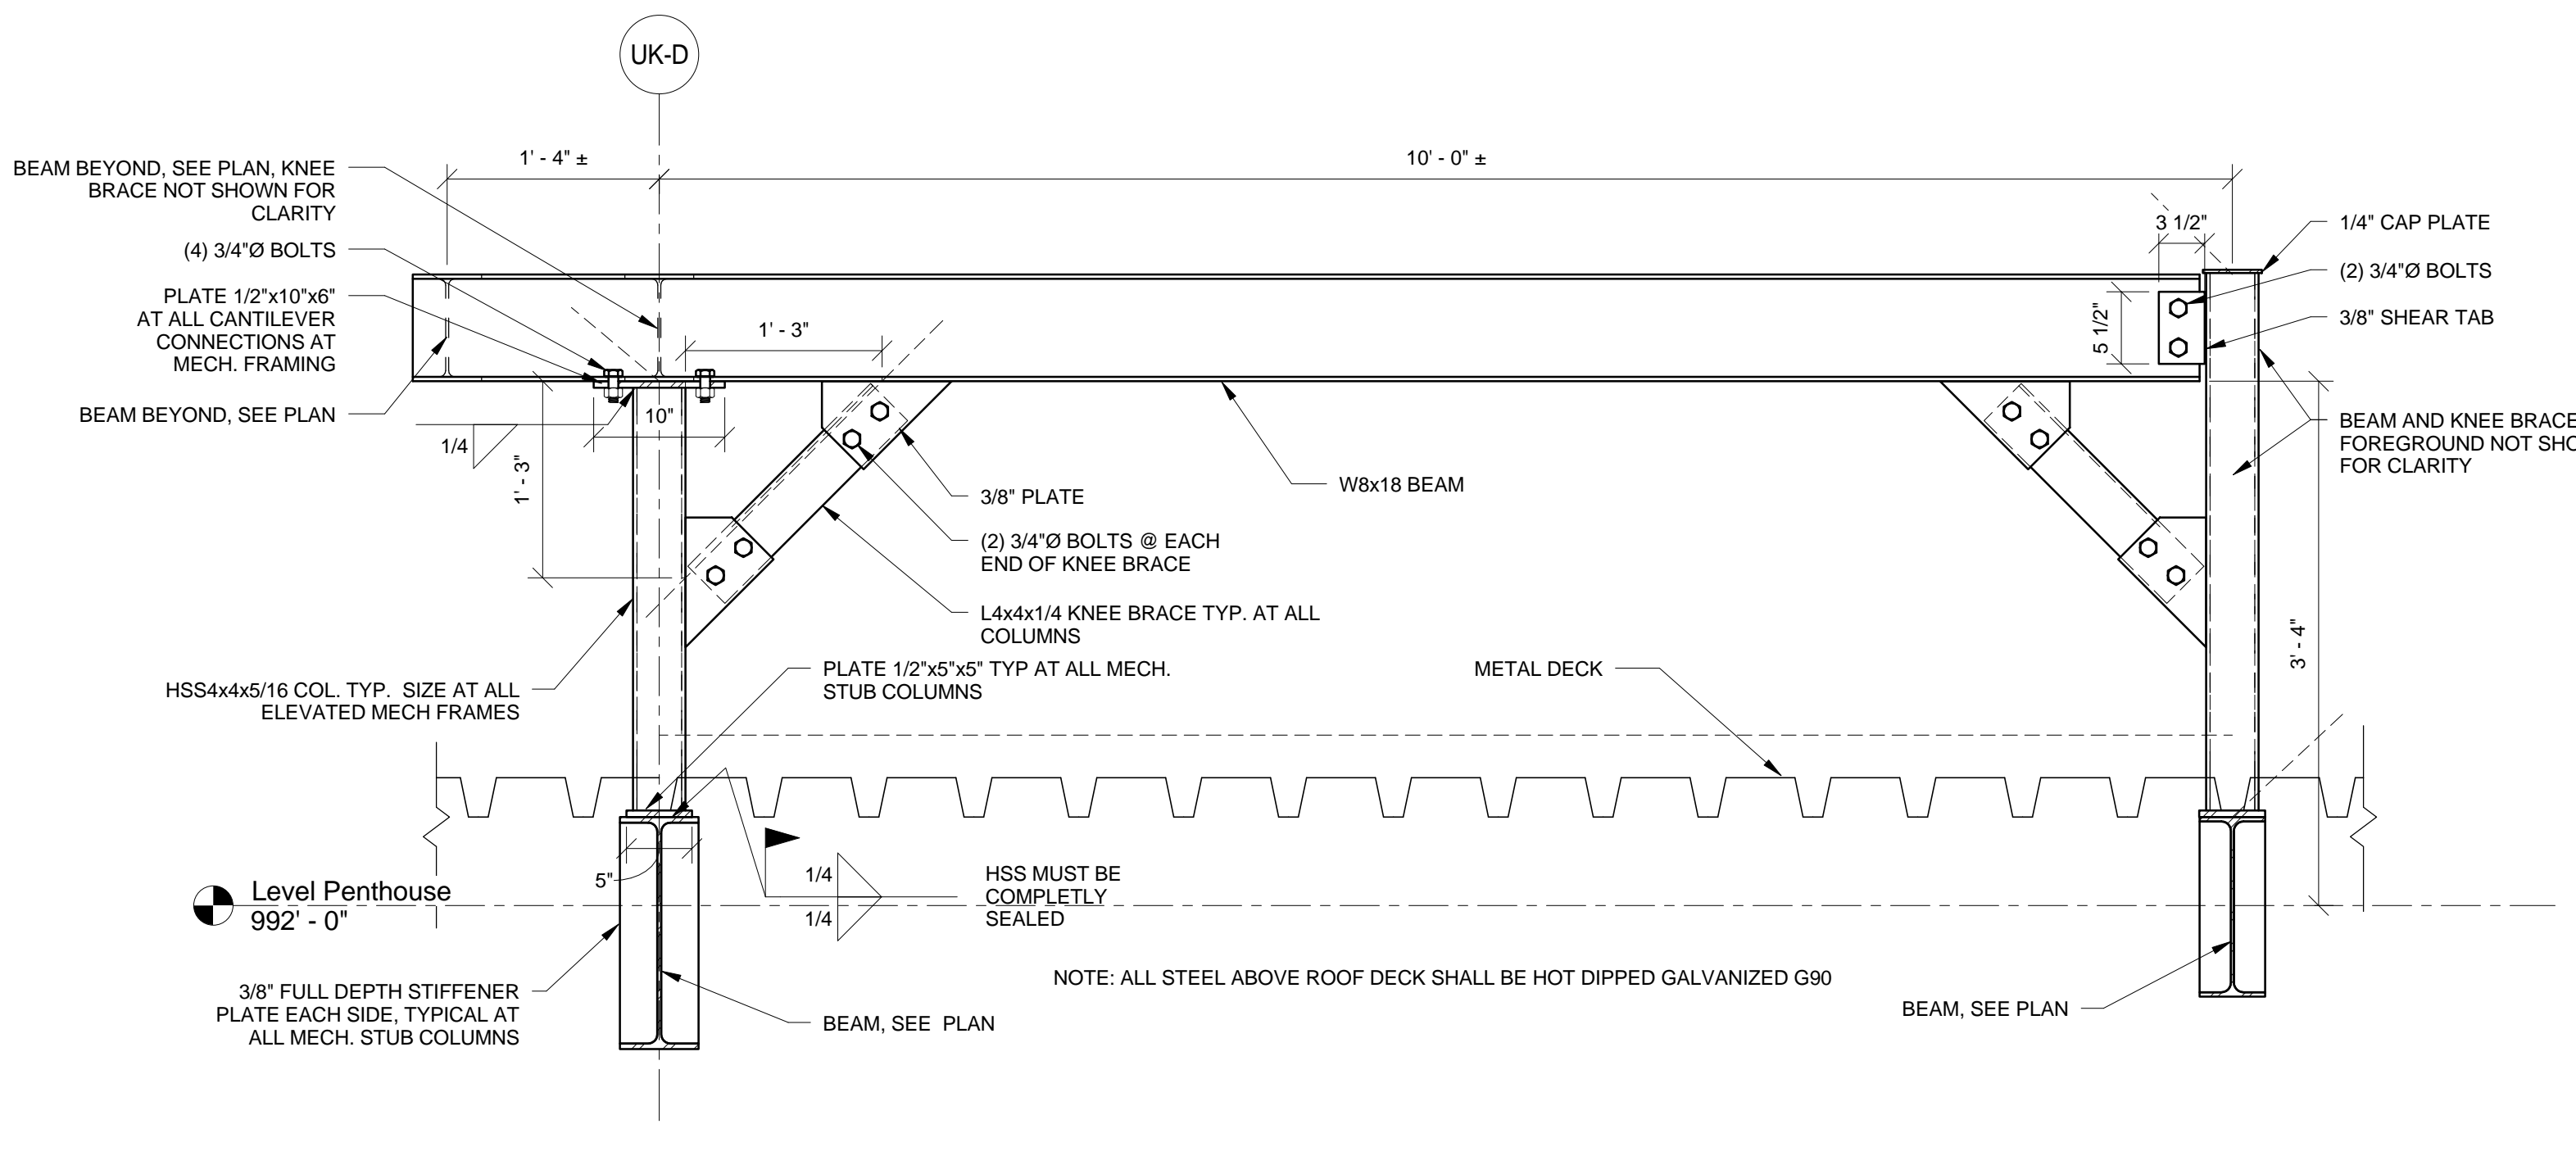 UK-D
1' - 4" ±
10' - 0" ±
BEAM BEYOND, SEE PLAN, KNEE
BRACE NOT SHOWN FOR
CLARITY
(4) 3/4"Ø BOLTS
PLATE 1/2"x10"x6"
AT ALL CANTILEVER
CONNECTIONS AT
MECH. FRAMING
BEAM BEYOND, SEE PLAN
1/4
10"
1' - 3"
1' - 3"
3 1/2"
5 1/2"
1/4" CAP PLATE
(2) 3/4"Ø BOLTS
3/8" SHEAR TAB
BEAM AND KNEE BRACE
FOREGROUND NOT SHO
FOR CLARITY
W8x18 BEAM
3/8" PLATE
(2) 3/4"Ø BOLTS @ EACH
END OF KNEE BRACE
L4x4x1/4 KNEE BRACE TYP. AT ALL
COLUMNS
3' - 4"
HSS4x4x5/16 COL. TYP. SIZE AT ALL
ELEVATED MECH FRAMES
PLATE 1/2"x5"x5" TYP AT ALL MECH.
STUB COLUMNS
METAL DECK
5"
1/4
1/4
HSS MUST BE
COMPLETLY
SEALED
Level Penthouse
992' - 0"
3/8" FULL DEPTH STIFFENER
PLATE EACH SIDE, TYPICAL AT
ALL MECH. STUB COLUMNS
BEAM, SEE PLAN
NOTE: ALL STEEL ABOVE ROOF DECK SHALL BE HOT DIPPED GALVANIZED G90
BEAM, SEE PLAN